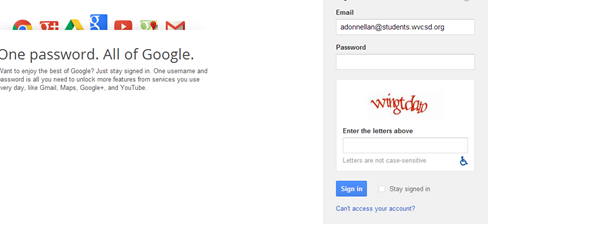 One password. All of Google.
Want to enjoy the best of Google? Just stay signed in. One username and
password is all you need to unlock more features from services you use
very day, like Gmail, Maps, Google+, and YouTube.
Email
adonnellan@students.wvcsd.org
Password
Enter the letters above
Letters are not case-sensitive
Sign in
Stay signed in
Can't access your account?